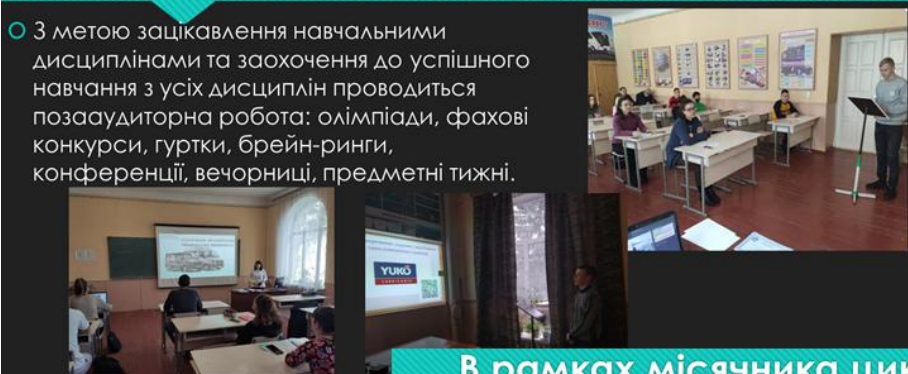 З метою зацікавлення навчальними
дисциплінами та заохочення до успішного
навчання з усіх дисциплін проводиться
позааудиторна робота: олімпіади, фахові
конкурси, гуртки, брейн-ринги,
конференції, вечорниці, предметні тижні.
YUKO
В рамках місячника